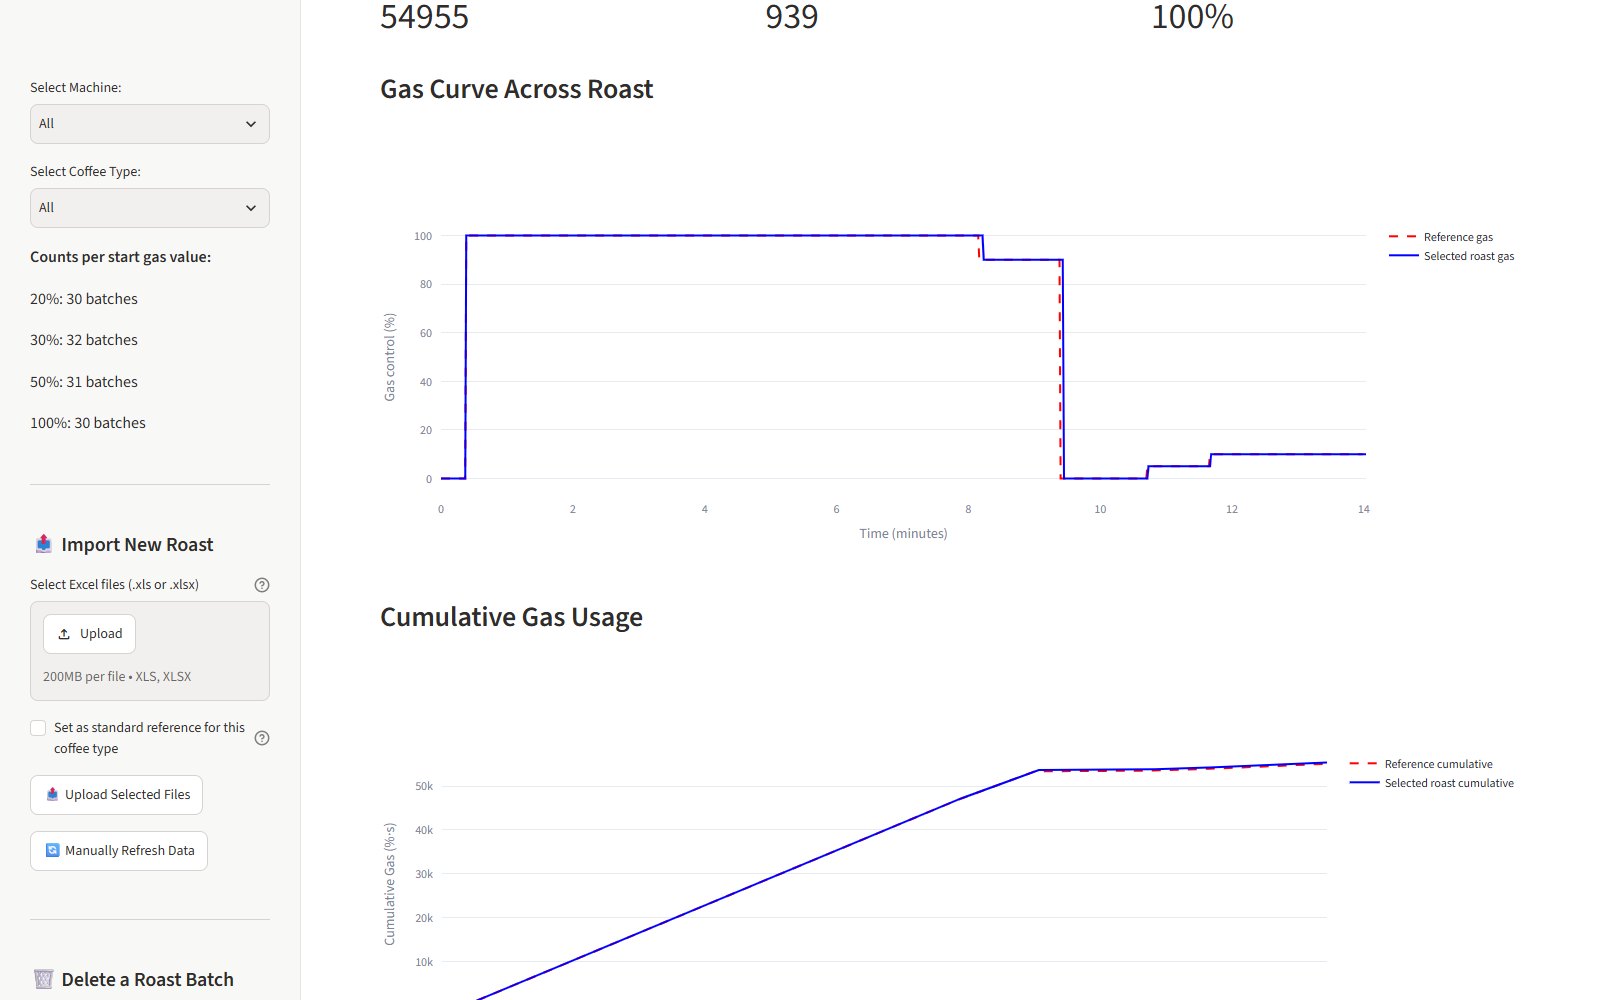 Select Machine:
All
Select Coffee Type:
All
Counts per start gas value:
20%: 30 batches
30%: 32 batches
50%: 31 batches
100%: 30 batches
Import New Roast
Select Excel files (.xls or .xlsx)
Upload
200MB per file • XLS, XLSX
Set as standard reference for this
coffee type
Upload Selected Files
Manually Refresh Data
Delete a Roast Batch
54955 939 100%
Gas Curve Across Roast
100
80
60
40
20
0
Gas control (%)
0 2 4 6 8 10 12 14
Time (minutes)
Reference gas
Selected roast gas
Cumulative Gas Usage
50k
40k
30k
20k
10k
Cumulative Gas (%·s)
Reference cumulative
Selected roast cumulative